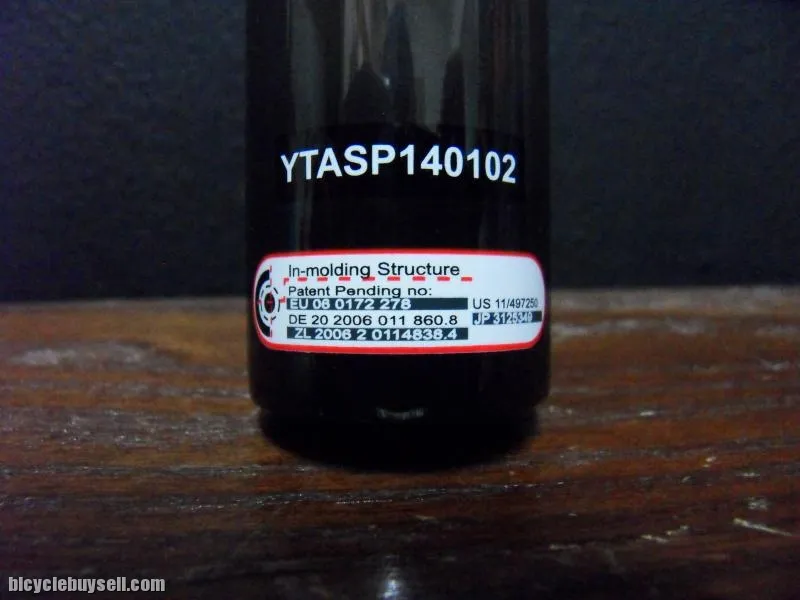 YTASP140102
In-molding Structure
Patent Pending no:
EU 06 0172 278
US 11/497250
DE 20 2006 011 860.8
JP 3125349
ZL 2006 2 0114838.4
bicyclebuysell.com